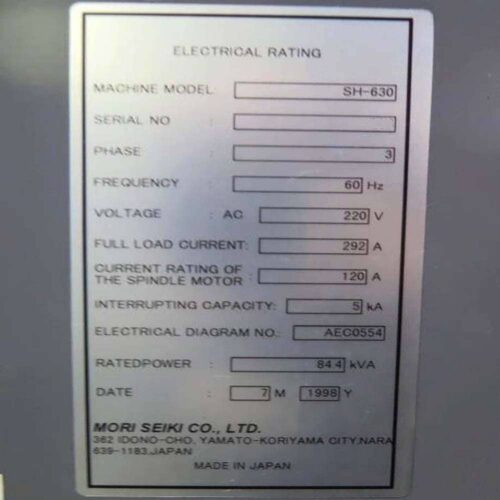 ELECTRICAL RATING
MACHINE MODEL : SH-630
SERIAL NO :
PHASE : 3
FREQUENCY : 60 Hz
VOLTAGE : AC 220 V
FULL LOAD CURRENT: 292 A
CURRENT RATING OF
THE SPINDLE MOTOR : 120 A
INTERRUPTING CAPACITY: 5 kA
ELECTRICAL DIAGRAM NO.: AEC0554
RATEDPOWER : 84.4 kVA
DATE : 7 M 1998 Y
MORI SEIKI CO., LTD.
362 IDONO-CHO, YAMATO-KORIYAMA CITY,NARA
639-1183,JAPAN
MADE IN JAPAN